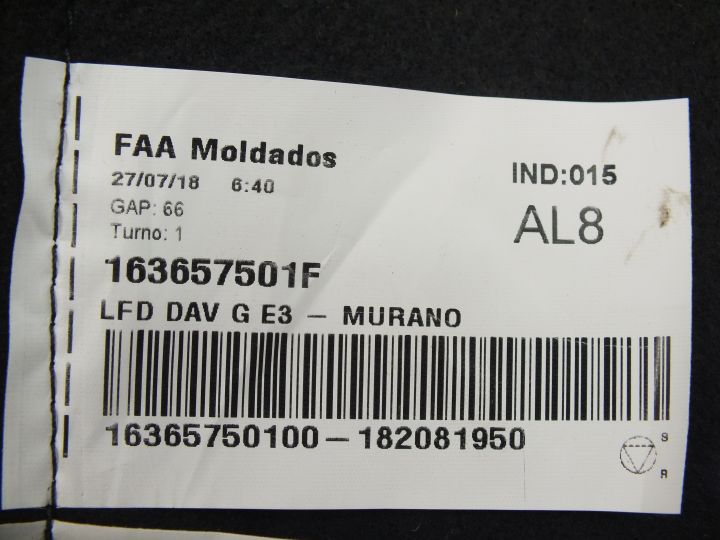 FAA Moldados
27/07/18 6:40
GAP: 66
Turno: 1
IND:015
AL8
163657501F
LFD DAV G E3 – MURANO
16365750100–182081950
S
R